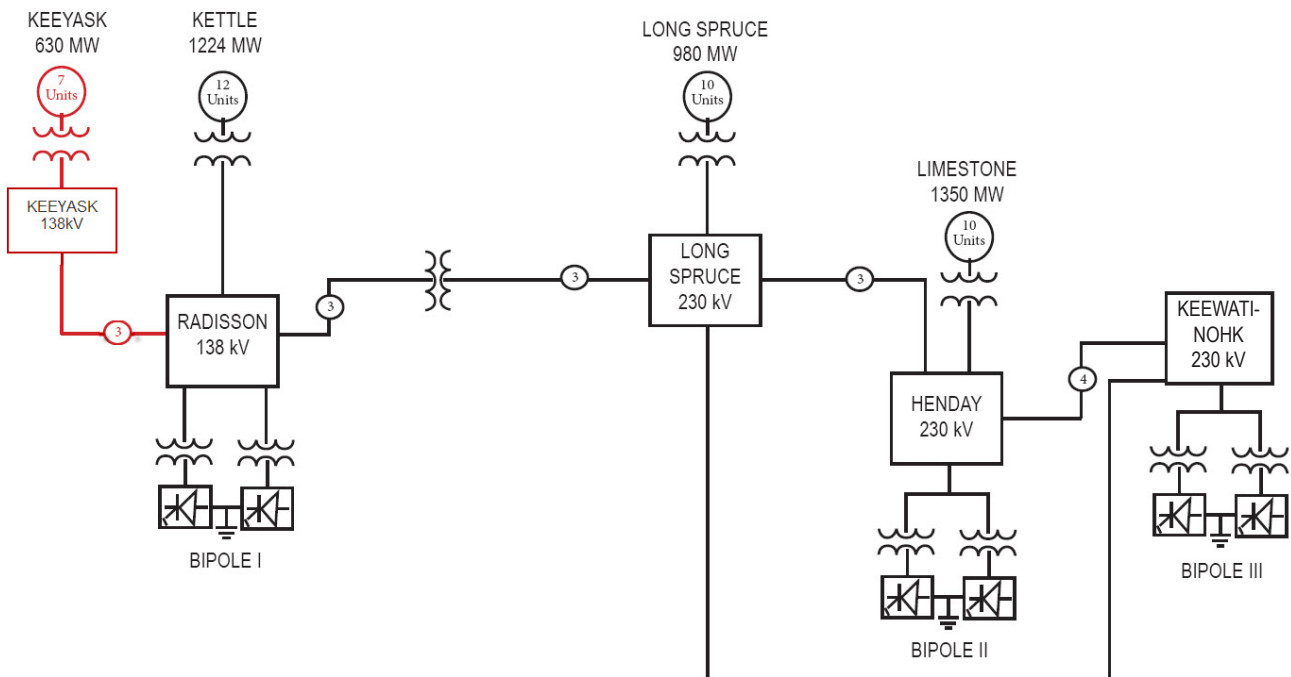 KEEYASK
630 MW
7
Units
KEEYASK
138kV
3
KETTLE
1224 MW
12
Units
RADISSON
138 kV
BIPOLE I
3
3
LONG SPRUCE
980 MW
10
Units
LONG
SPRUCE
230 kV
3
LIMESTONE
1350 MW
10
Units
HENDAY
230 kV
BIPOLE II
4
KEEWATI-
NOHK
230 kV
BIPOLE III